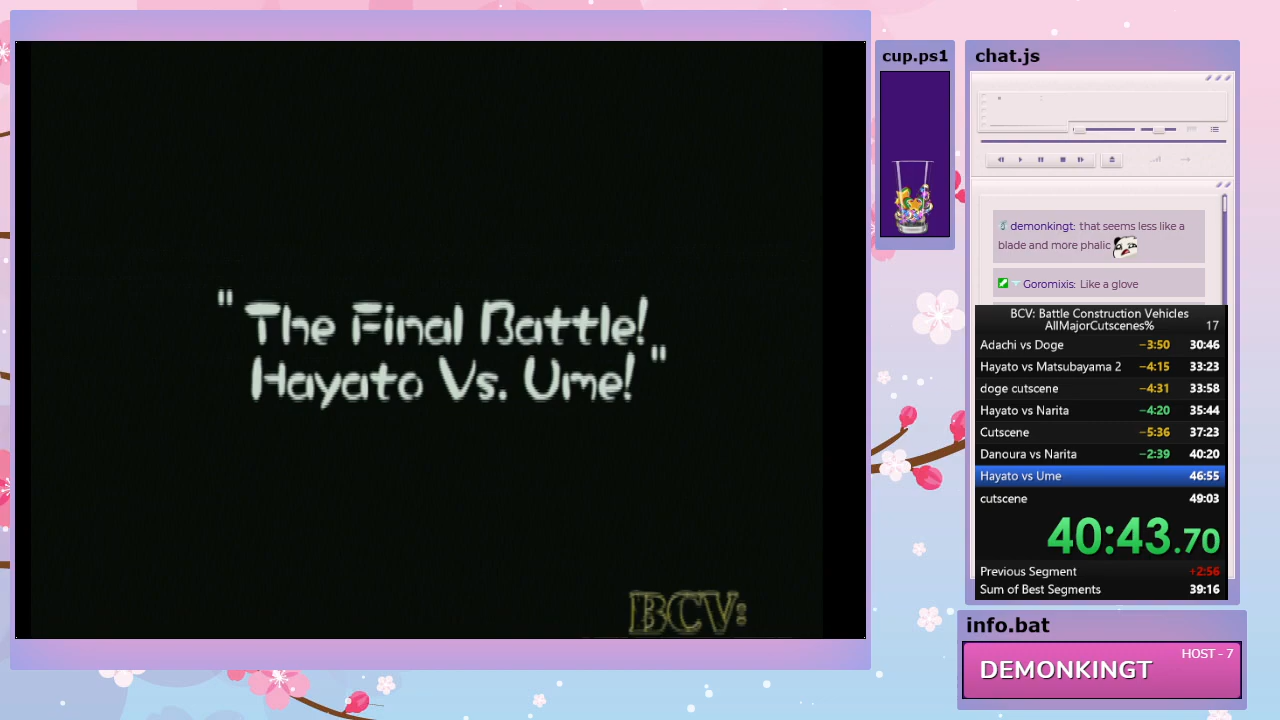 "The Final Battle!
Hayato Vs. Ume!"
BCV:
cup.ps1
chat.js
demonkingt: that seems less like a
blade and more phalic
Goromixis: Like a glove
BCV: Battle Construction Vehicles
AllMajorCutscenes% 17
Adachi vs Doge −3:50 30:46
Hayato vs Matsubayama 2 −4:15 33:23
doge cutscene −4:31 33:58
Hayato vs Narita −4:20 35:44
Cutscene −5:36 37:23
Danoura vs Narita −2:39 40:20
Hayato vs Ume 46:55
cutscene 49:03
40:43.70
Previous Segment +2:56
Sum of Best Segments 39:16
info.bat
HOST - 7
DEMONKINGT